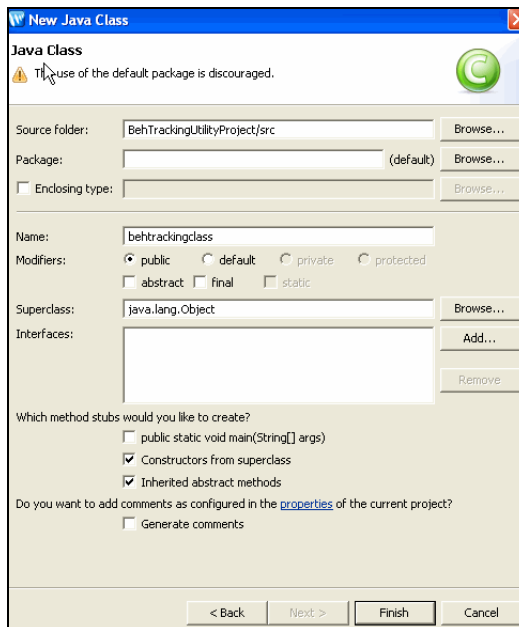 New Java Class
Java Class
The use of the default package is discouraged.
Source folder: BehTrackingUtilityProject/src Browse...
Package: (default) Browse...
Enclosing type: Browse...
Name: behtrackingclass
Modifiers: public default private protected
abstract final static
Superclass: java.lang.Object Browse...
Interfaces: Add...
Remove
Which method stubs would you like to create?
public static void main(String[] args)
Constructors from superclass
Inherited abstract methods
Do you want to add comments as configured in the properties of the current project?
Generate comments
< Back Next > Finish Cancel